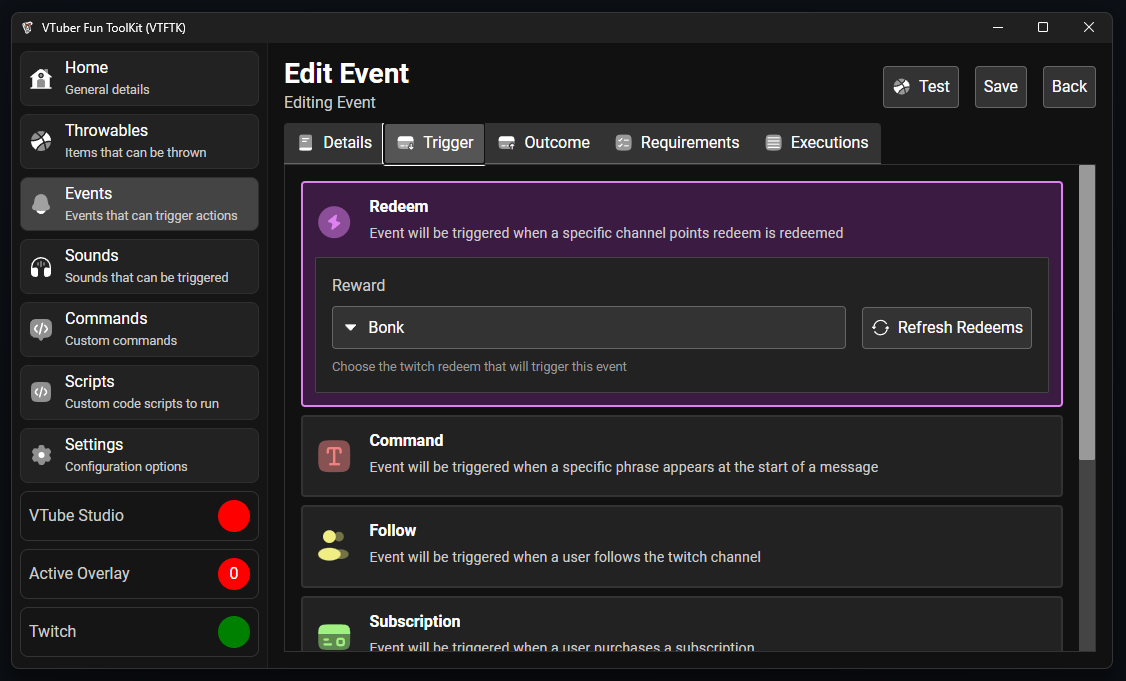 VTuber Fun ToolKit (VTFTK)
Home
General details
Throwables
Items that can be thrown
Events
Events that can trigger actions
Sounds
Sounds that can be triggered
Commands
Custom commands
Scripts
Custom code scripts to run
Settings
Configuration options
VTube Studio
Active Overlay 0
Twitch
Edit Event
Editing Event
Test Save Back
Details Trigger Outcome Requirements Executions
Redeem
Event will be triggered when a specific channel points redeem is redeemed
Reward
Bonk Refresh Redeems
Choose the twitch redeem that will trigger this event
Command
T
Event will be triggered when a specific phrase appears at the start of a message
Follow
Event will be triggered when a user follows the twitch channel
Subscription
Event will be triggered when a user purchases a subscription